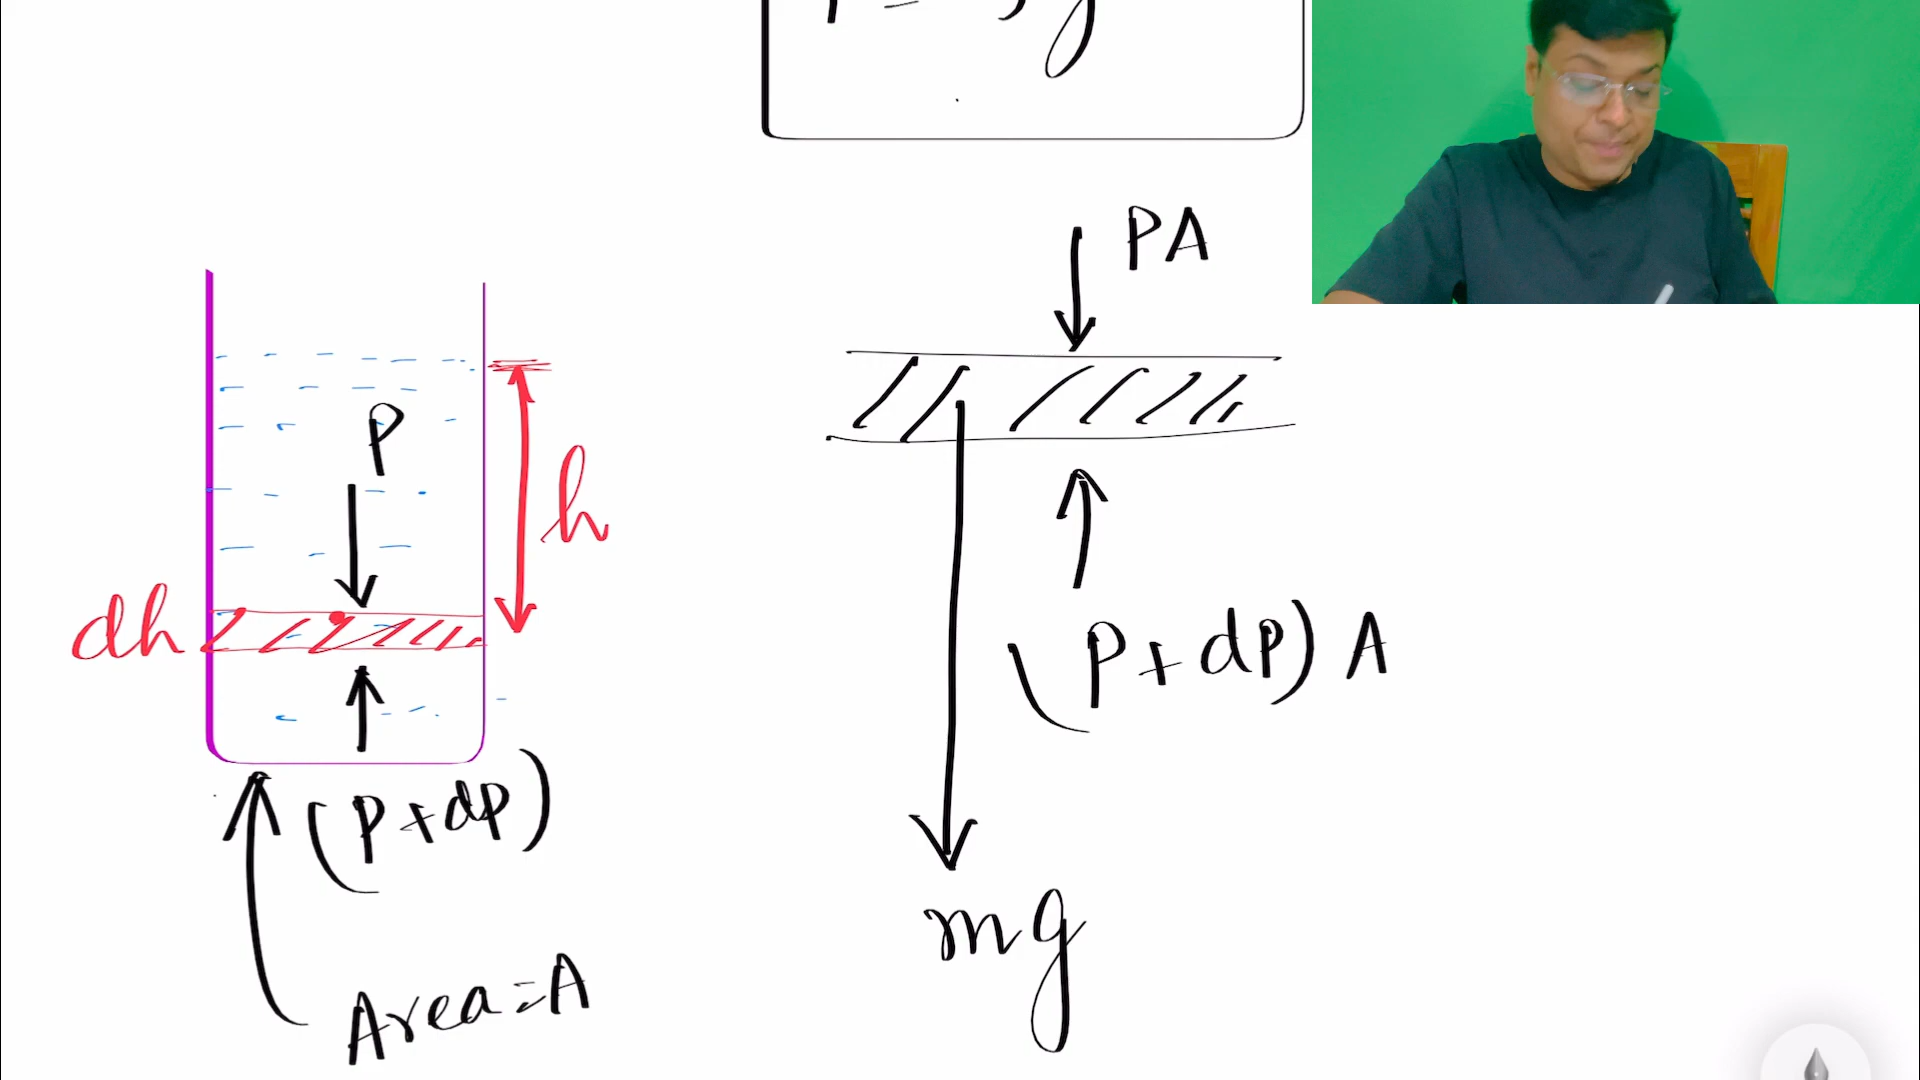 PA
P
h
dh
(P+dP) A
(P+dP)
mg
Area=A